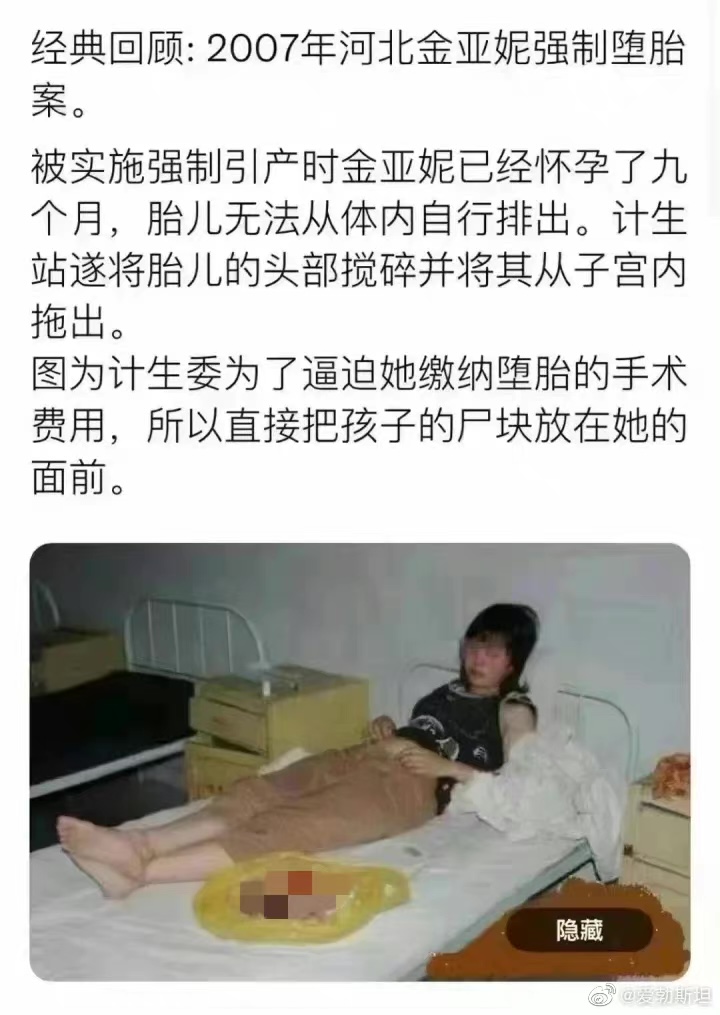 经典回顾: 2007年河北金亚妮强制堕胎
案。
被实施强制引产时金亚妮已经怀孕了九
个月，胎儿无法从体内自行排出。计生
站遂将胎儿的头部搅碎并将其从子宫内
拖出。
图为计生委为了逼迫她缴纳堕胎的手术
费用，所以直接把孩子的尸块放在她的
面前。
隐藏
@爱勃斯坦